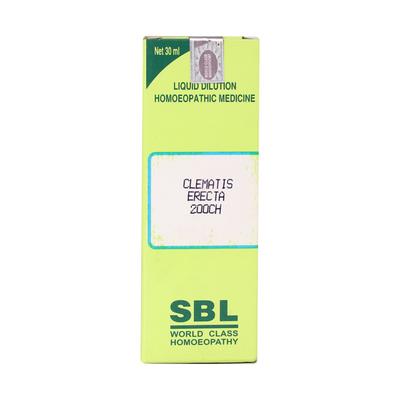 Net 30 ml
LIQUID DILUTION
HOMOEOPATHIC MEDICINE
CLEMATIS
ERECTA
200CH
SBL
WORLD CLASS
HOMOEOPATHY